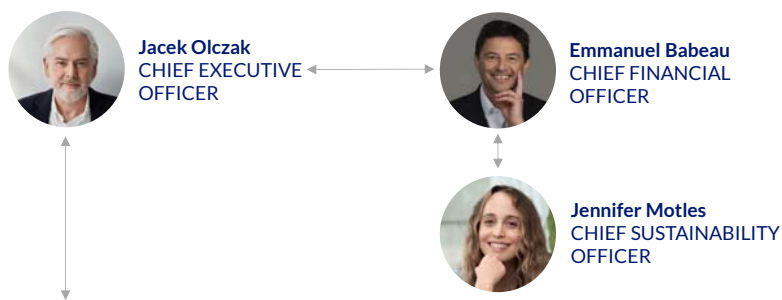 Jacek Olczak
CHIEF EXECUTIVE
OFFICER
Emmanuel Babeau
CHIEF FINANCIAL
OFFICER
Jennifer Motles
CHIEF SUSTAINABILITY
OFFICER